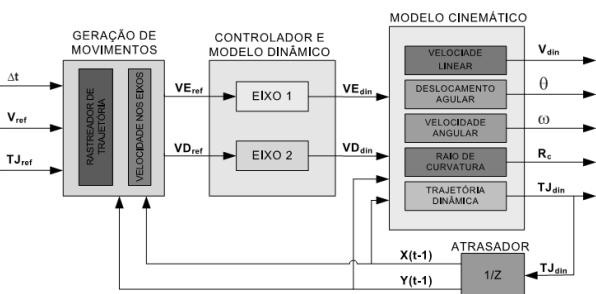 GERAÇÃO DE
MOVIMENTOS
CONTROLADOR E
MODELO DINÂMICO
MODELO CINEMÁTICO
Δt
V_ref
TJ_ref
RASTREADOR DE
TRAJETÓRIA
VELOCIDADE NOS EIXOS
VE_ref
VD_ref
EIXO 1
EIXO 2
VE_din
VD_din
VELOCIADE
LINEAR
DESLOCAMENTO
AGULAR
VELOCIDADE
ANGULAR
RAIO DE
CURVATURA
TRAJETÓRIA
DINÂMICA
V_din
θ
ω
R_c
TJ_din
X(t-1)
Y(t-1)
ATRASADOR
1/Z
TJ_din